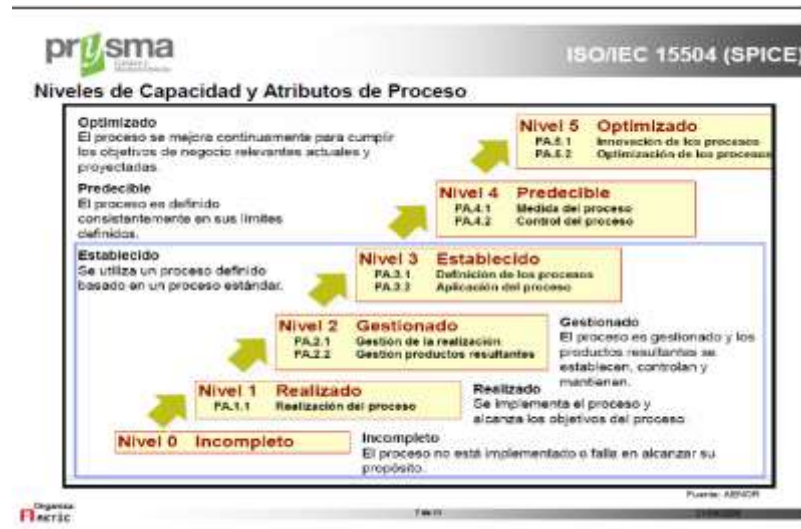 prysma
ISO/IEC 15504 (SPICE)
Niveles de Capacidad y Atributos de Proceso
Optimizado
El proceso se mejora continuamente para cumplir
los objetivos de negocio relevantes actuales y
proyectadas.
Predecible
El proceso es definido
consistentemente en sus límites
definidos.
Establecido
Se utiliza un proceso definido
basado en un proceso estándar.
Nivel 5 Optimizado
PA.5.1 Innovación de los procesos
PA.5.2 Optimización de los procesos
Nivel 4 Predecible
PA.4.1 Medida del proceso
PA.4.2 Control del proceso
Nivel 3 Establecido
PA.3.1 Definición de los procesos
PA.3.2 Aplicación del proceso
Nivel 2 Gestionado
PA.2.1 Gestión de la realización
PA.2.2 Gestión productos resultantes
Gestionado
El proceso es gestionado y los
productos resultantes se
establecen, controlan y
mantienen.
Nivel 1 Realizado
PA.1.1 Realización del proceso
Realizado
Se implementa el proceso y
alcanza los objetivos del proceso
Nivel 0 Incompleto
Incompleto
El proceso no está implementado o falla en alcanzar su
propósito.
Fuente: AENOR
Organiza: